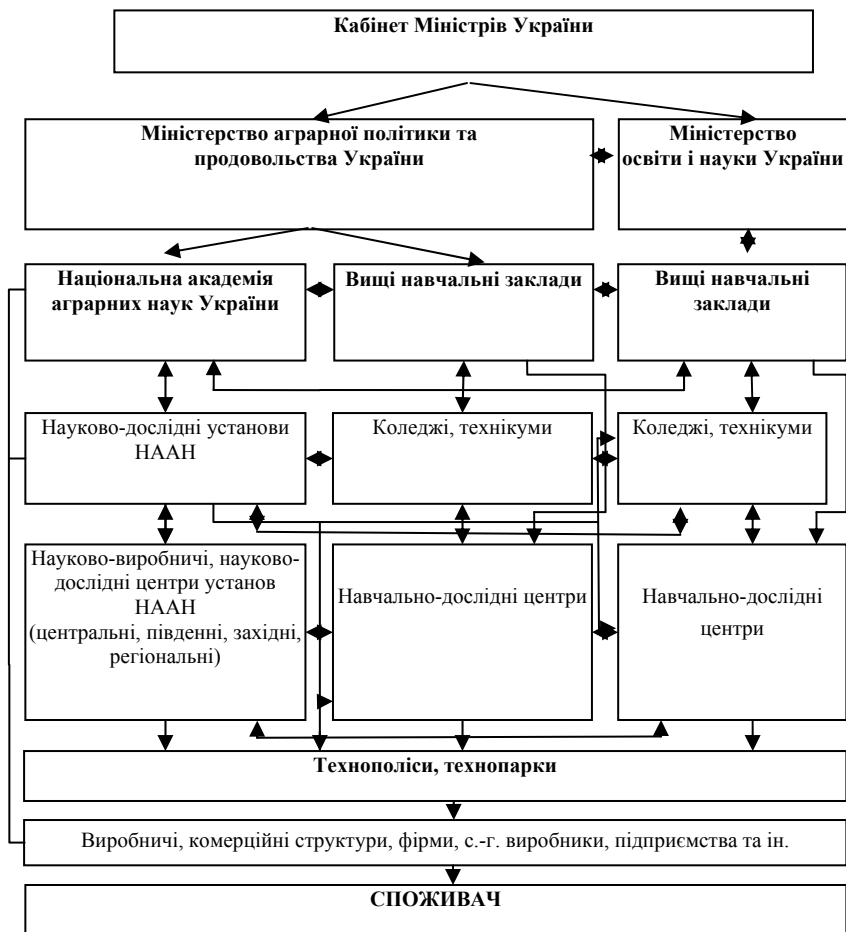 Кабінет Міністрів України
Міністерство аграрної політики та
продовольства України
Міністерство
освіти і науки України
Національна академія
аграрних наук України
Вищі навчальні заклади
Вищі навчальні
заклади
Науково-дослідні установи
НААН
Коледжі, технікуми
Коледжі, технікуми
Науково-виробничі, науково-
дослідні центри установ
НААН
(центральні, південні, західні,
регіональні)
Навчально-дослідні центри
Навчально-дослідні
центри
Технополіси, технопарки
Виробничі, комерційні структури, фірми, с.-г. виробники, підприємства та ін.
СПОЖИВАЧ